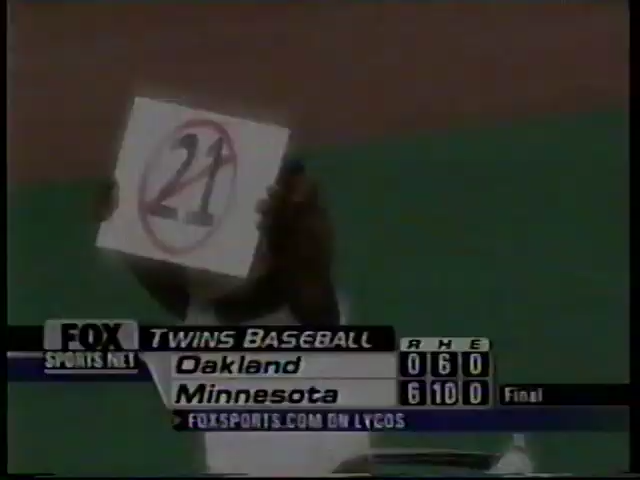 21
FOX
SPORTS NET
TWINS BASEBALL
R H E
Oakland 0 6 0
Minnesota 6 10 0 Final
FOXSPORTS.COM ON LYCOS